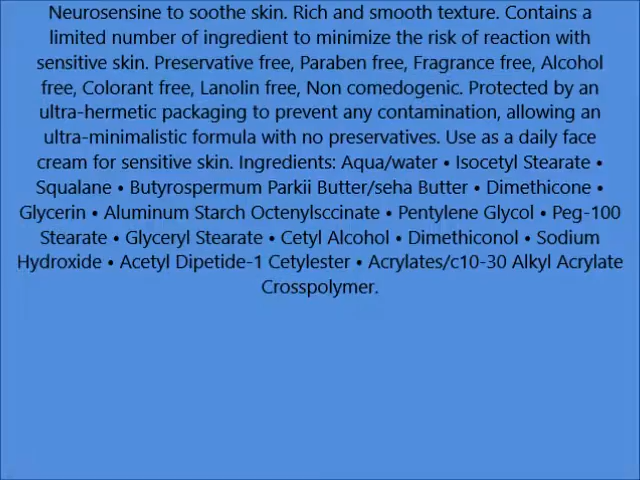 Neurosensine to soothe skin. Rich and smooth texture. Contains a
limited number of ingredient to minimize the risk of reaction with
sensitive skin. Preservative free, Paraben free, Fragrance free, Alcohol
free, Colorant free, Lanolin free, Non comedogenic. Protected by an
ultra-hermetic packaging to prevent any contamination, allowing an
ultra-minimalistic formula with no preservatives. Use as a daily face
cream for sensitive skin. Ingredients: Aqua/water • Isocetyl Stearate •
Squalane • Butyrospermum Parkii Butter/seha Butter • Dimethicone •
Glycerin • Aluminum Starch Octenylsccinate • Pentylene Glycol • Peg-100
Stearate • Glyceryl Stearate • Cetyl Alcohol • Dimethiconol • Sodium
Hydroxide • Acetyl Dipetide-1 Cetylester • Acrylates/c10-30 Alkyl Acrylate
Crosspolymer.